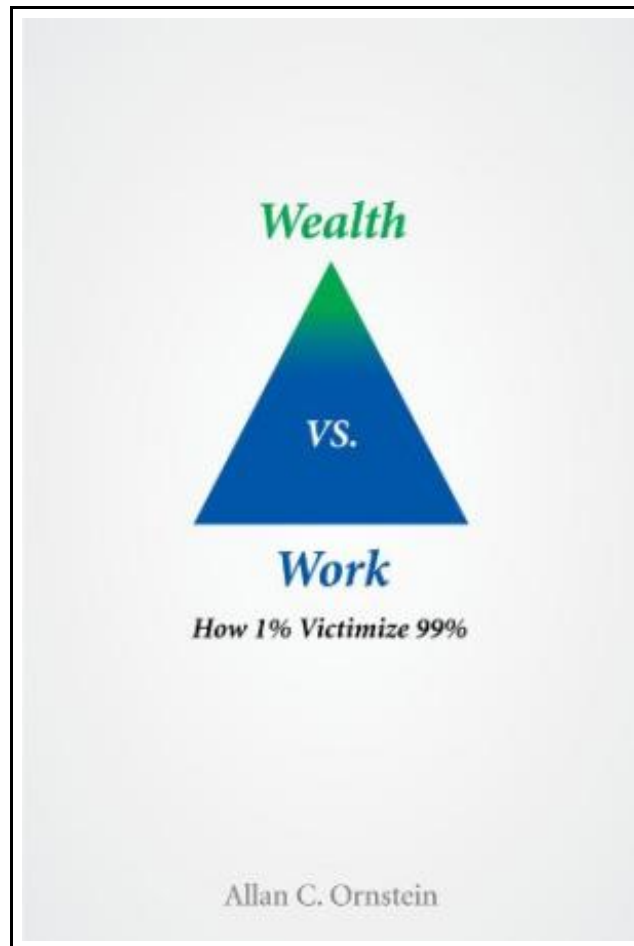 Wealth
VS.
Work
How 1% Victimize 99%
Allan C. Ornstein